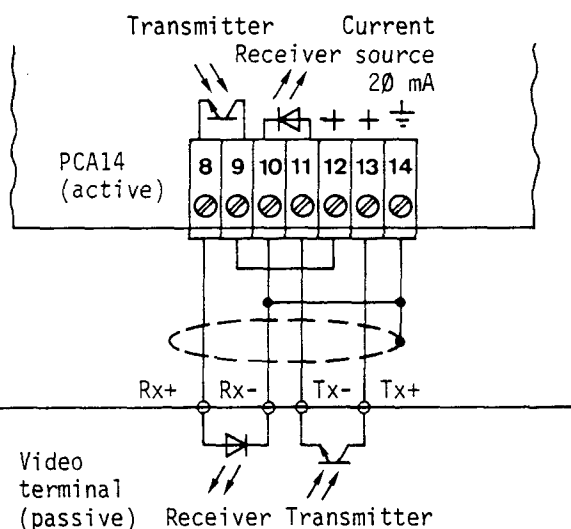 Transmitter Current
Receiver source
20 mA
+ +
PCA14
(active)
8 9 10 11 12 13 14
Rx+ Rx- Tx- Tx+
Video
terminal
(passive)
Receiver Transmitter